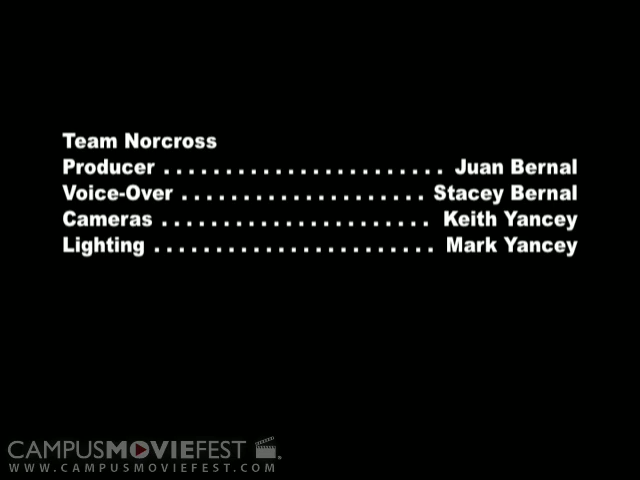 Team Norcross
Producer . . . . . . . . . . . . . . . . . . . . . . . Juan Bernal
Voice-Over . . . . . . . . . . . . . . . . . . . . Stacey Bernal
Cameras . . . . . . . . . . . . . . . . . . . . . . Keith Yancey
Lighting . . . . . . . . . . . . . . . . . . . . . . . Mark Yancey
CAMPUSMOVIEFEST
WWW.CAMPUSMOVIEFEST.COM